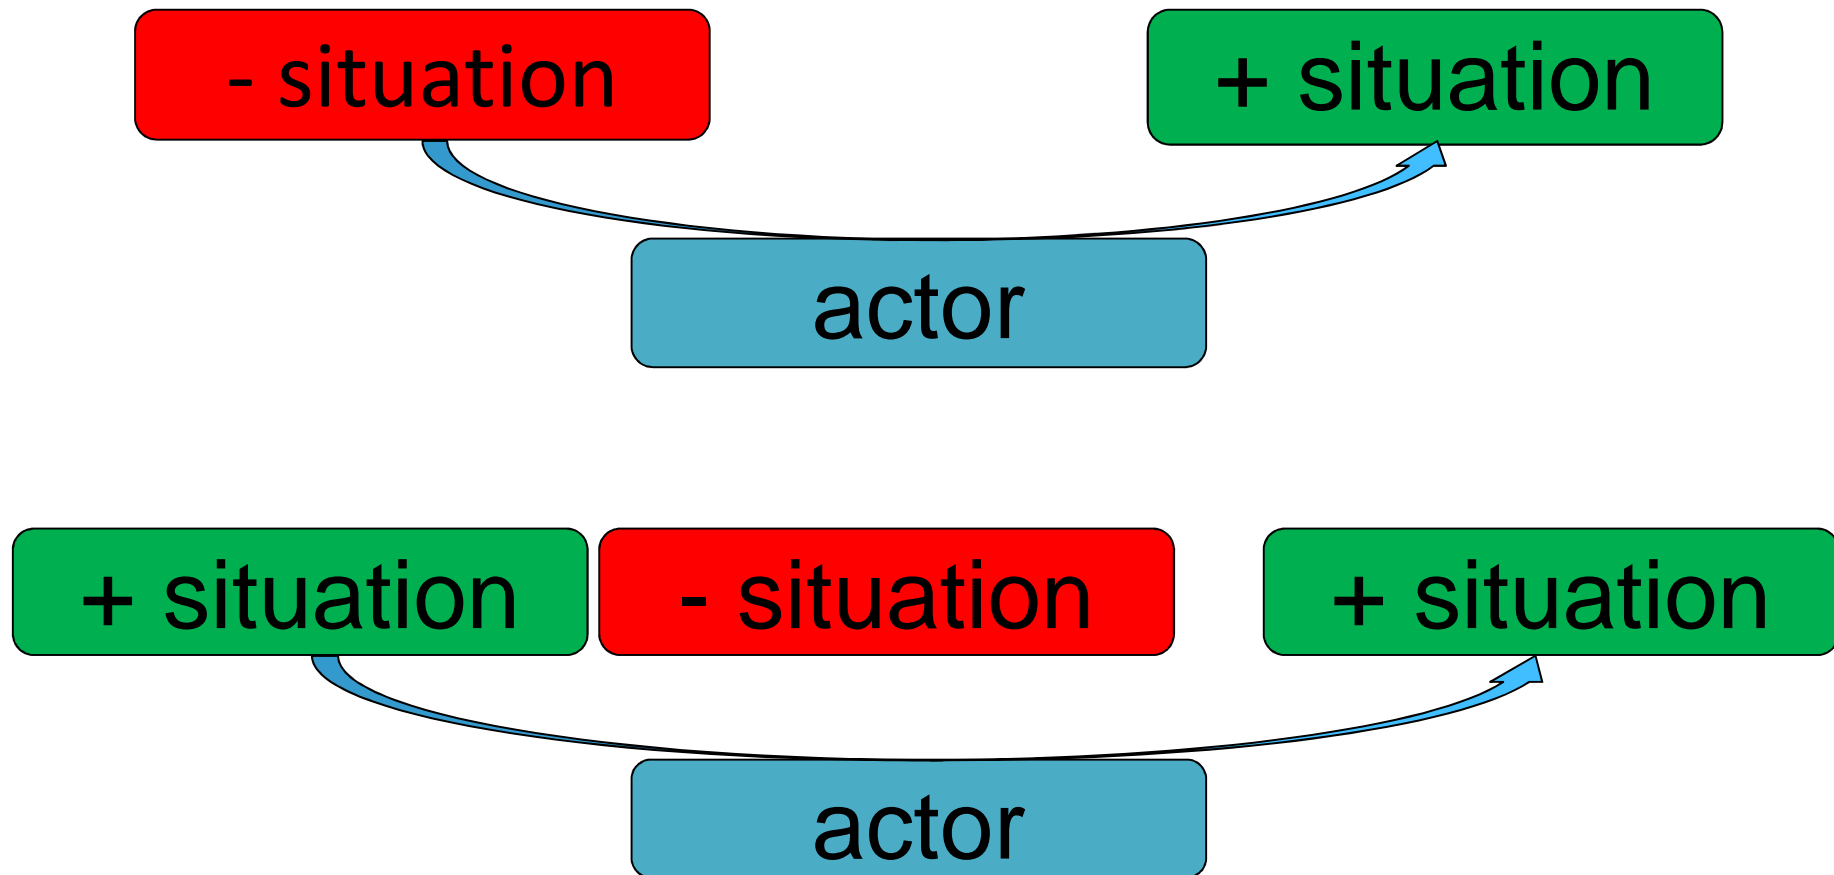 - situation
+ situation
actor
+ situation
- situation
+ situation
actor